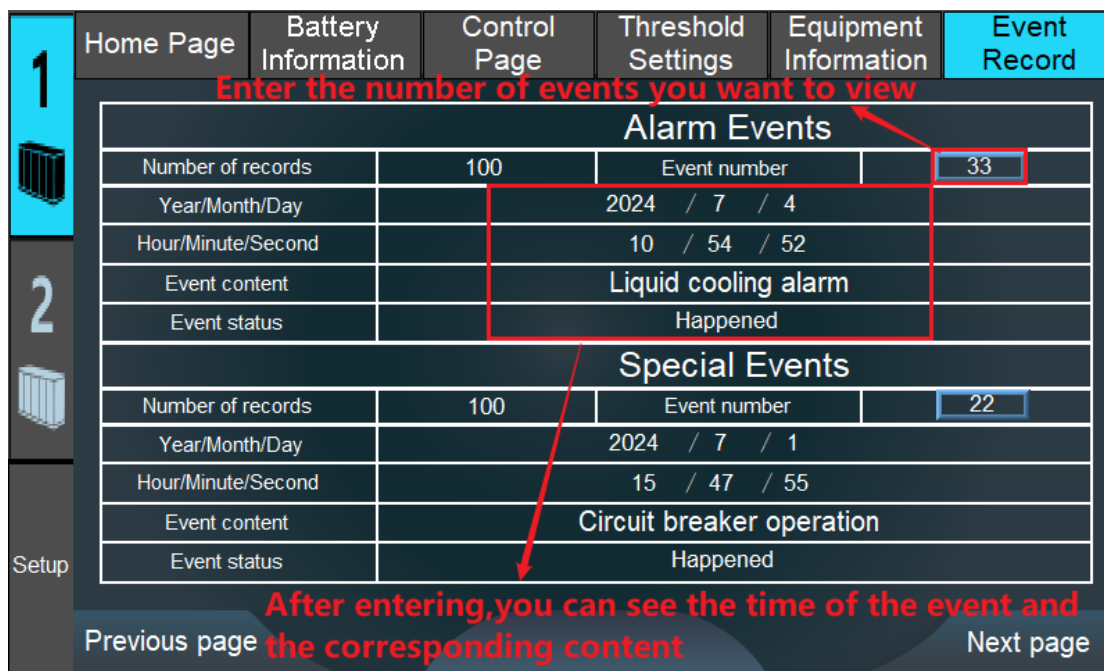 1
Home Page
Battery
Information
Control
Page
Threshold
Settings
Equipment
Information
Event
Record
Enter the number of events you want to view
Alarm Events
Number of records 100 Event number 33
Year/Month/Day 2024 / 7 / 4
Hour/Minute/Second 10 / 54 / 52
Event content Liquid cooling alarm
Event status Happened
2
Special Events
Number of records 100 Event number 22
Year/Month/Day 2024 / 7 / 1
Hour/Minute/Second 15 / 47 / 55
Event content Circuit breaker operation
Event status Happened
Setup
After entering,you can see the time of the event and
the corresponding content
Previous page
Next page